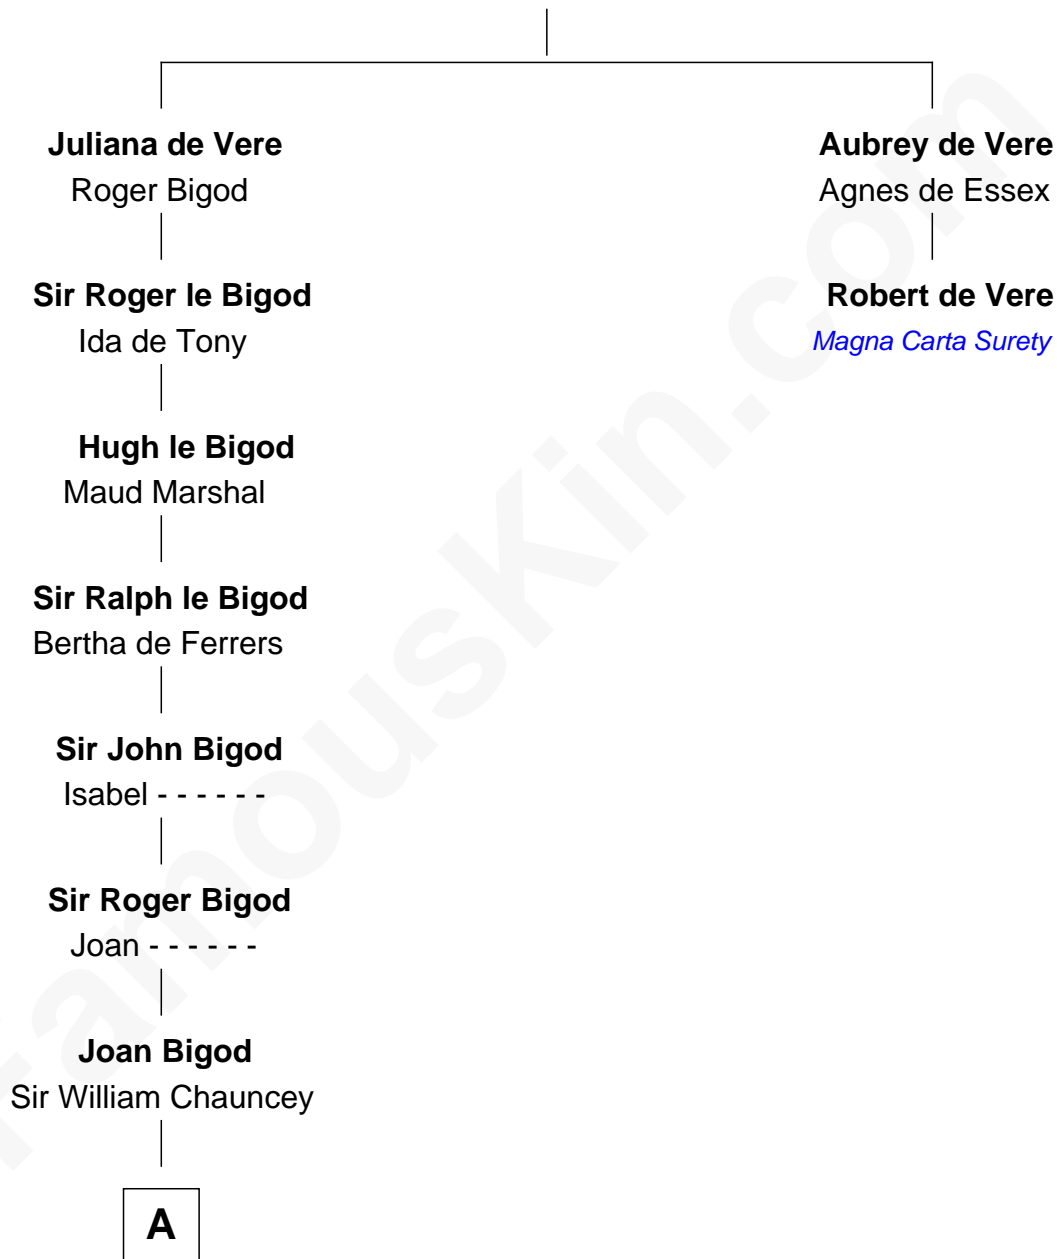 Juliana de Vere
Roger Bigod
Aubrey de Vere
Agnes de Essex
Sir Roger le Bigod
Ida de Tony
Robert de Vere
Magna Carta Surety
Hugh le Bigod
Maud Marshal
Sir Ralph le Bigod
Bertha de Ferrers
Sir John Bigod
Isabel - - - - - -
Sir Roger Bigod
Joan - - - - - -
Joan Bigod
Sir William Chauncey
A
famouskin.com